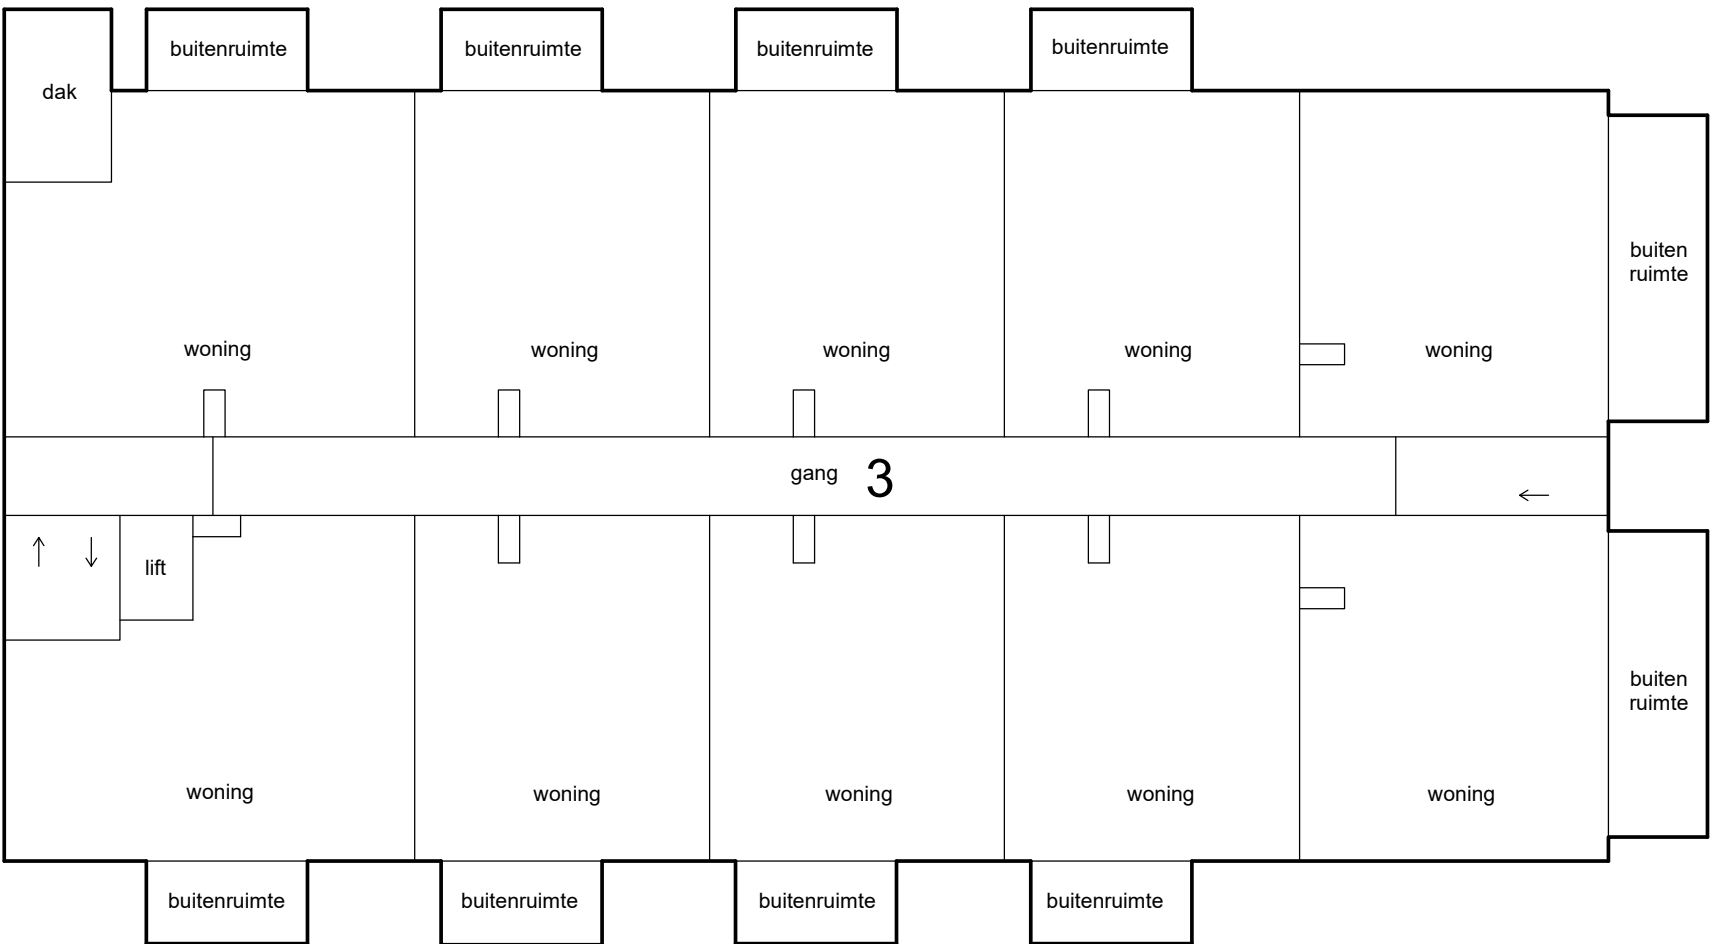 buitenruimte
buitenruimte
buitenruimte
buitenruimte
dak
buiten
ruimte
woning
woning
woning
woning
woning
gang 3
lift
buiten
ruimte
woning
woning
woning
woning
woning
buitenruimte
buitenruimte
buitenruimte
buitenruimte